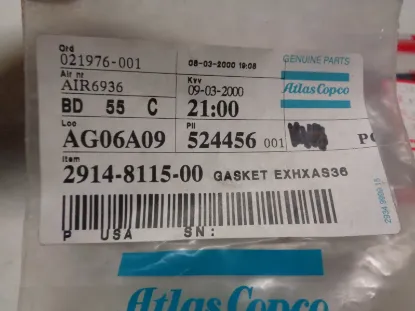 Ord
021976-001
08-03-2000 19:08
GENUINE PARTS
Air nr
AIR6936
Kvv
09-03-2000
Atlas Copco
BD 55 C
21:00
Loc
AG06A09
Pll
524456 001
Item
2914-8115-00 GASKET EXHXAS36
P USA SN:
Atlas Copco